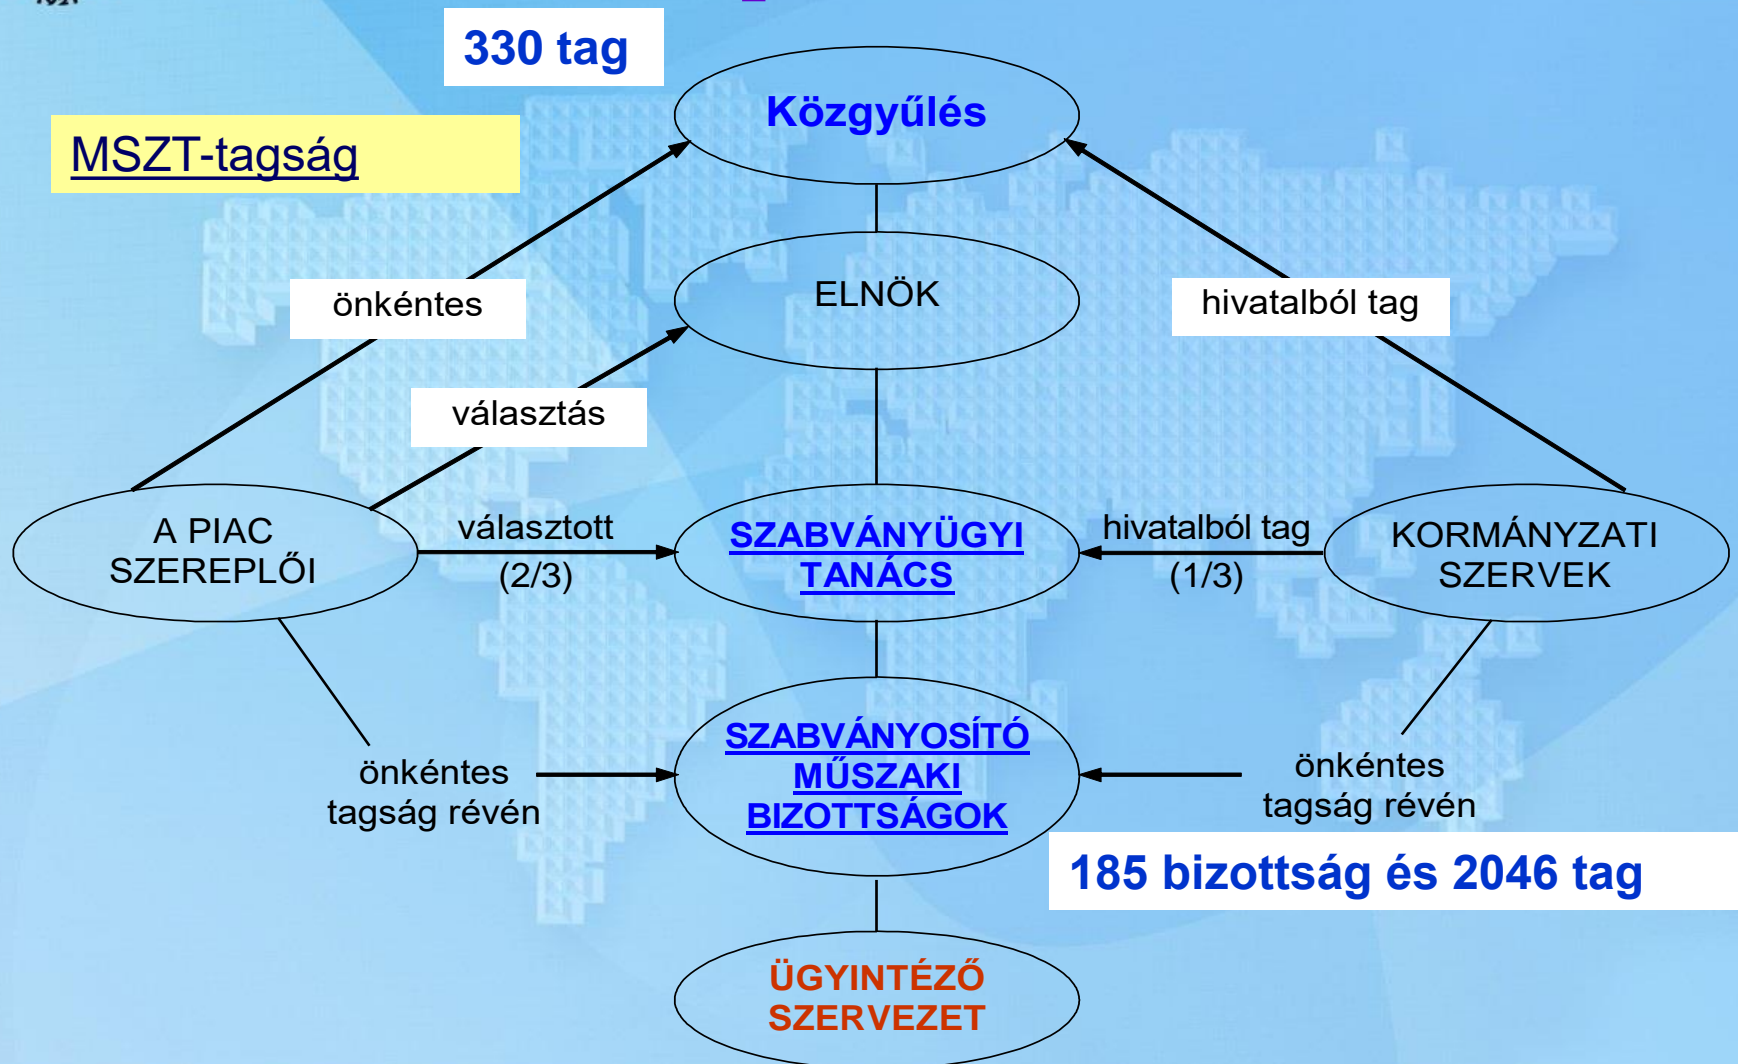 330 tag
Közgyűlés
MSZT-tagság
önkéntes
ELNÖK
hivatalból tag
választás
A PIAC
SZEREPLŐI
választott
(2/3)
SZABVÁNYÜGYI
TANÁCS
hivatalból tag
(1/3)
KORMÁNYZATI
SZERVEK
önkéntes
tagság révén
SZABVÁNYOSÍTÓ
MŰSZAKI
BIZOTTSÁGOK
önkéntes
tagság révén
185 bizottság és 2046 tag
ÜGYINTÉZŐ
SZERVEZET